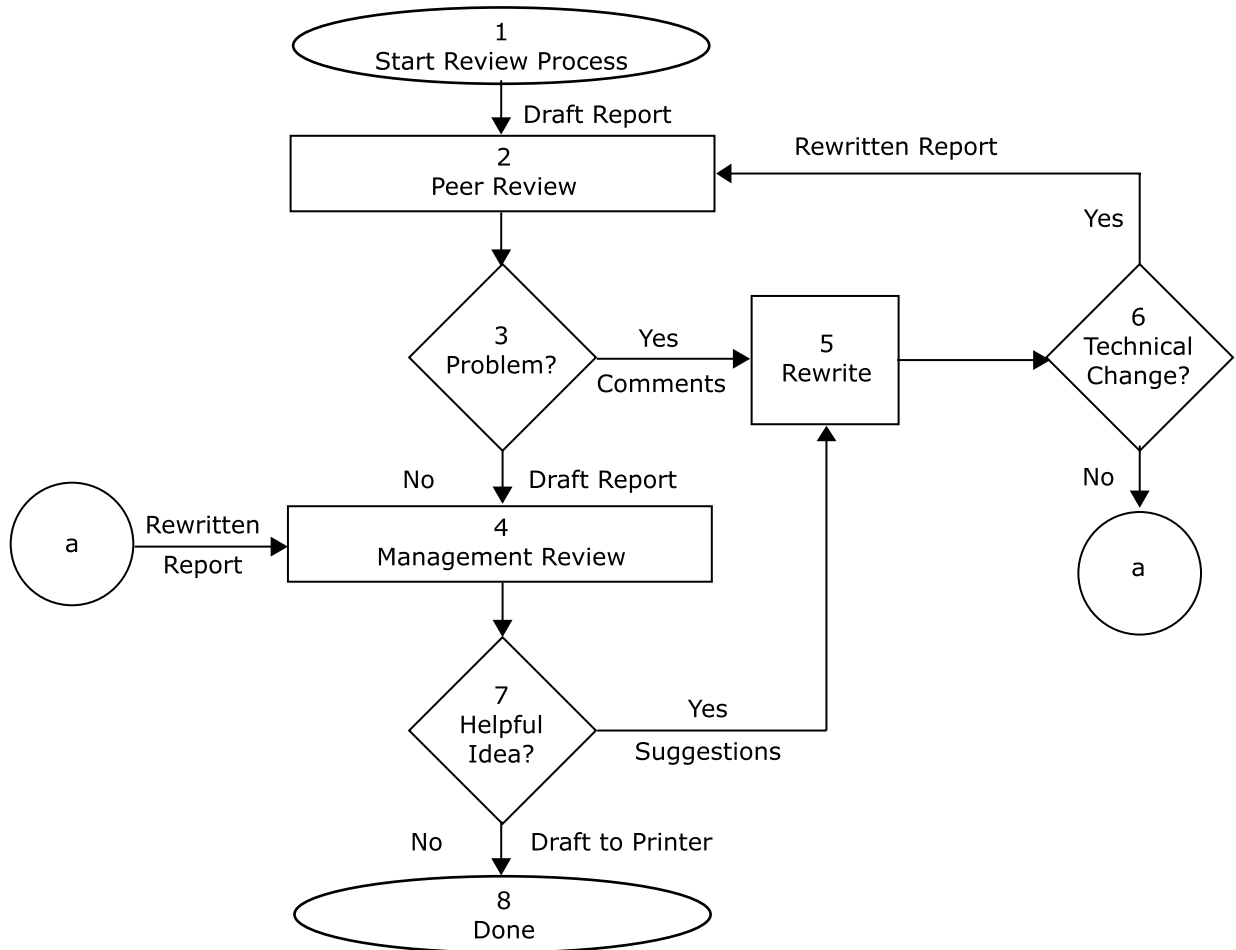 1
Start Review Process
Draft Report
2
Peer Review
Rewritten Report
Yes
3
Problem?
Yes
Comments
5
Rewrite
6
Technical
Change?
No
Draft Report
No
a
Rewritten
Report
4
Management Review
a
7
Helpful
Idea?
Yes
Suggestions
No
Draft to Printer
8
Done